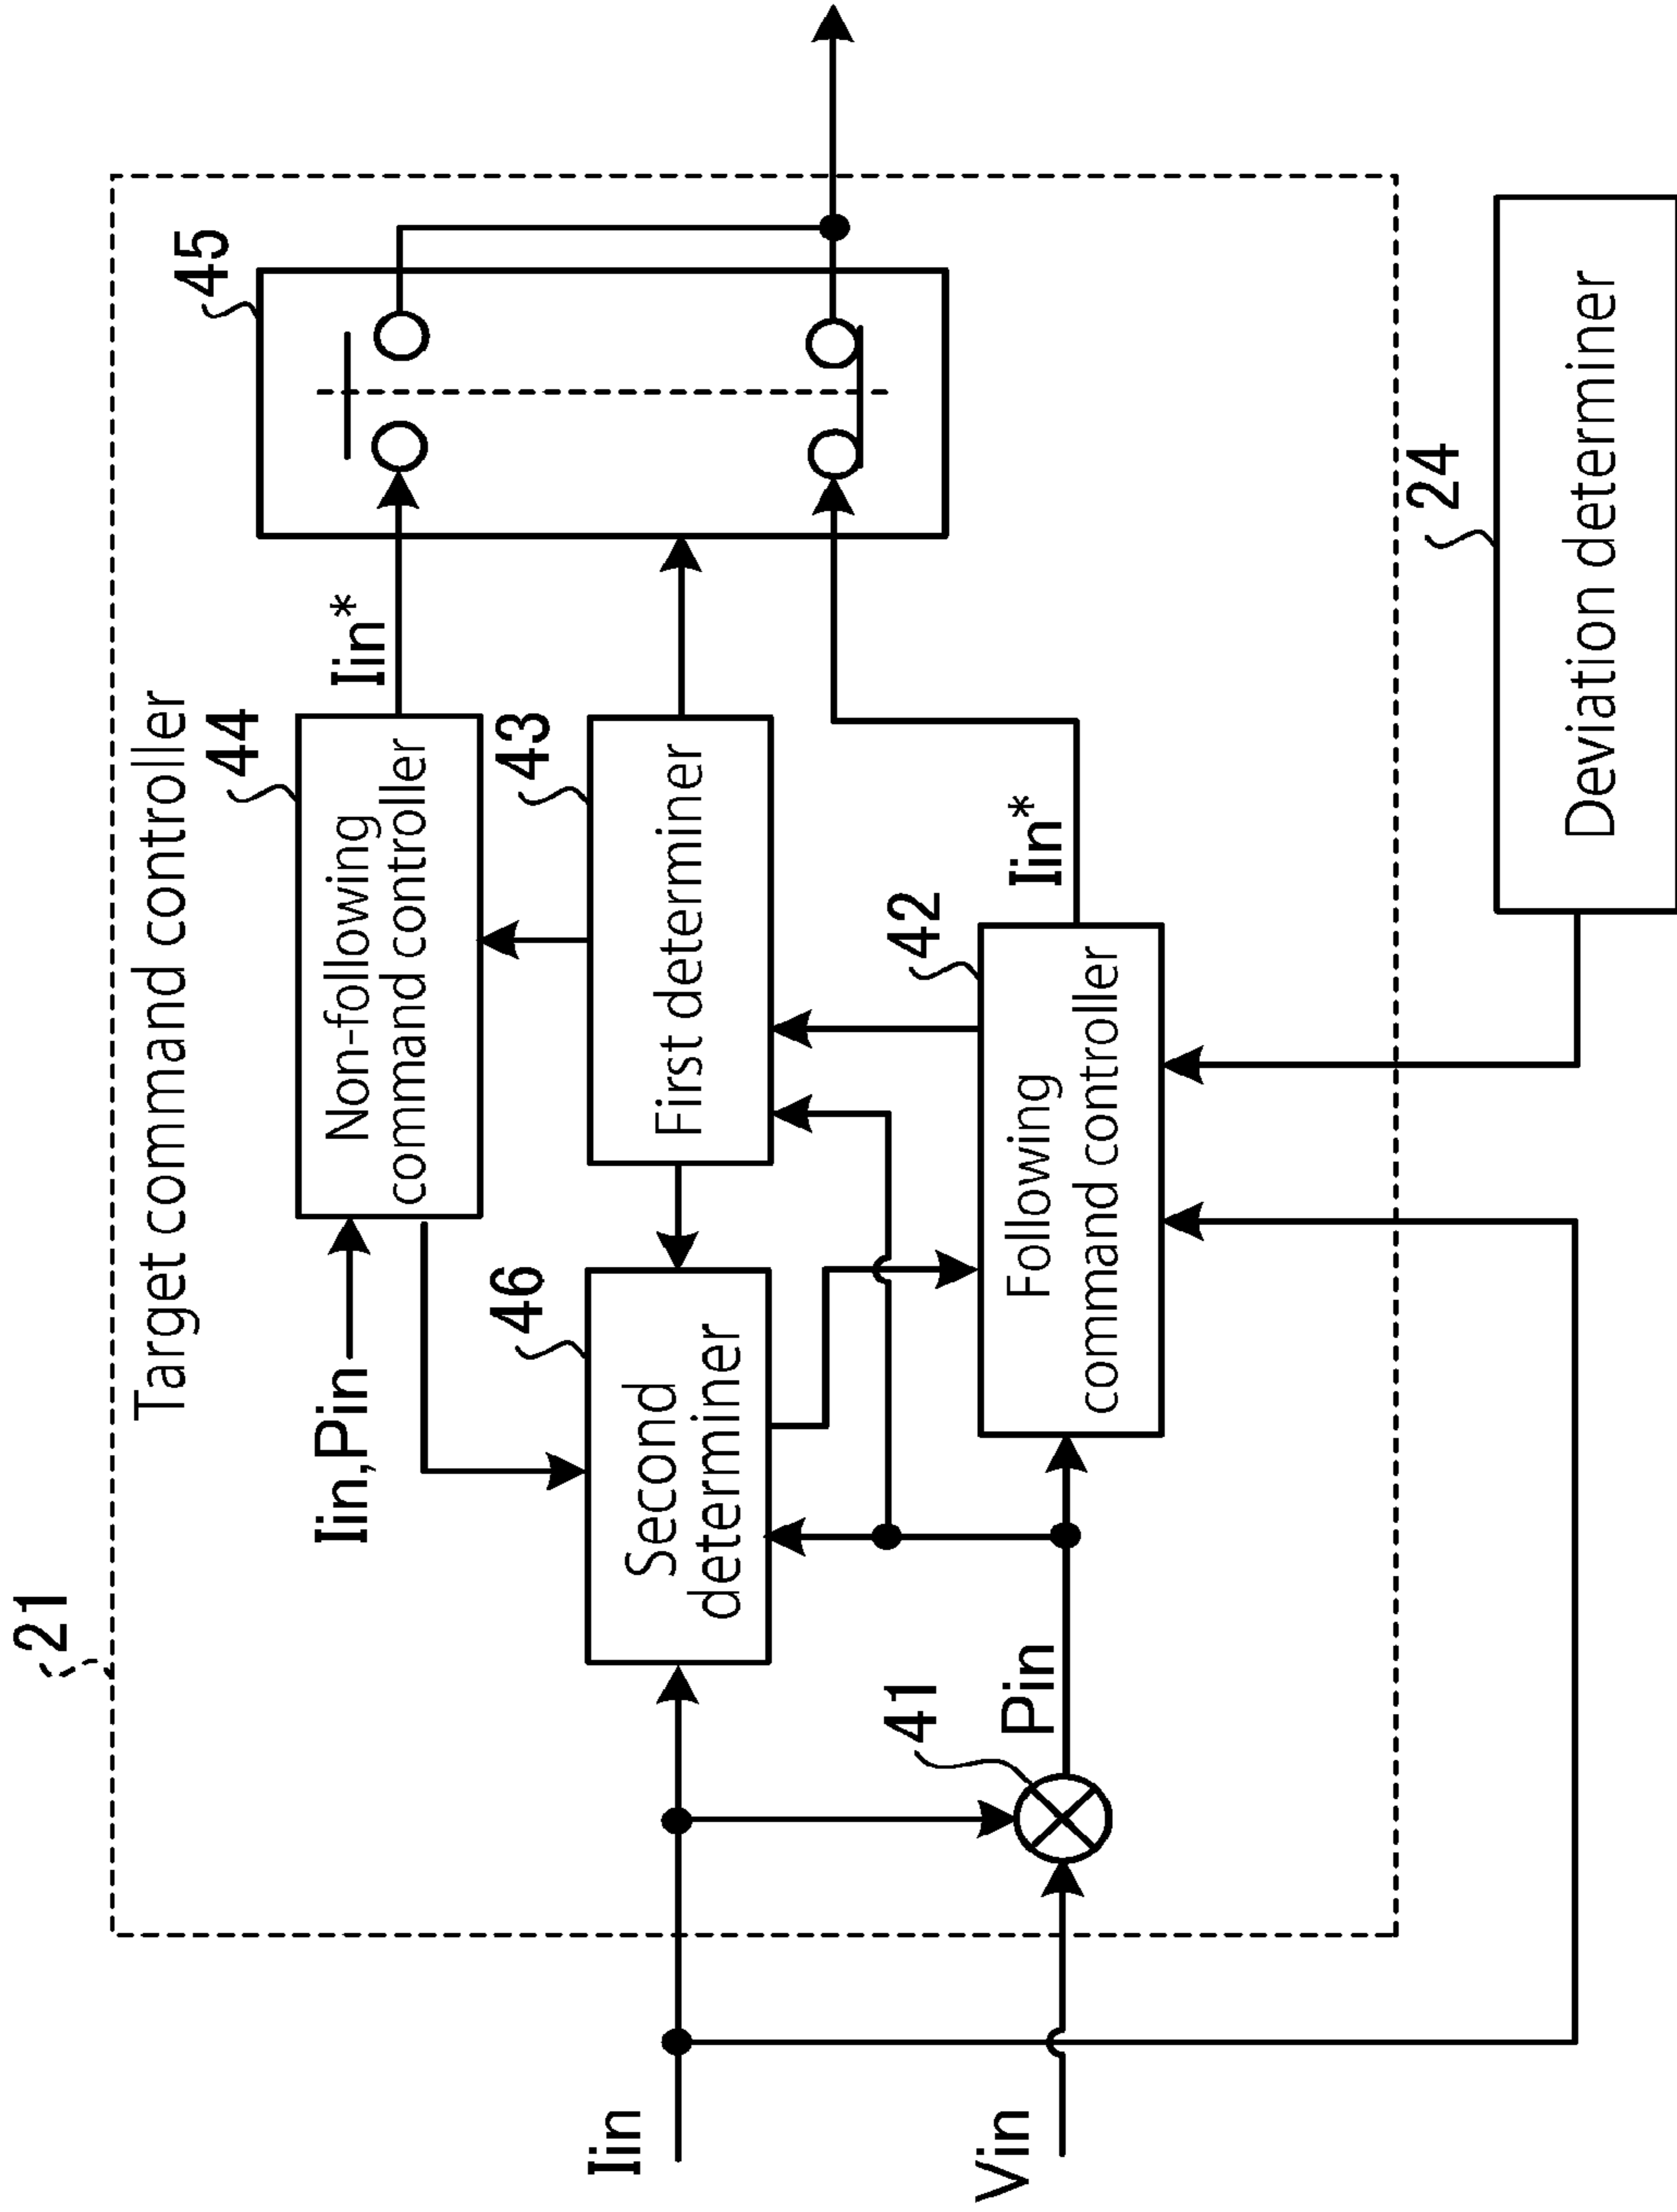 21
Target command controller
Iin,Pin
44
Non-following
command controller
Iin*
45
46
Second
determiner
43
First determiner
Iin
41
Pin
42
Following
command controller
Iin*
Vin
24
Deviation determiner